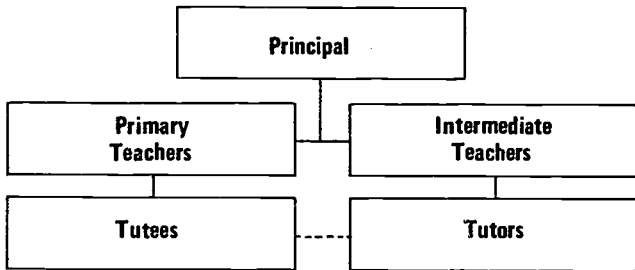 Principal
Primary
Teachers
Intermediate
Teachers
Tutees
Tutors